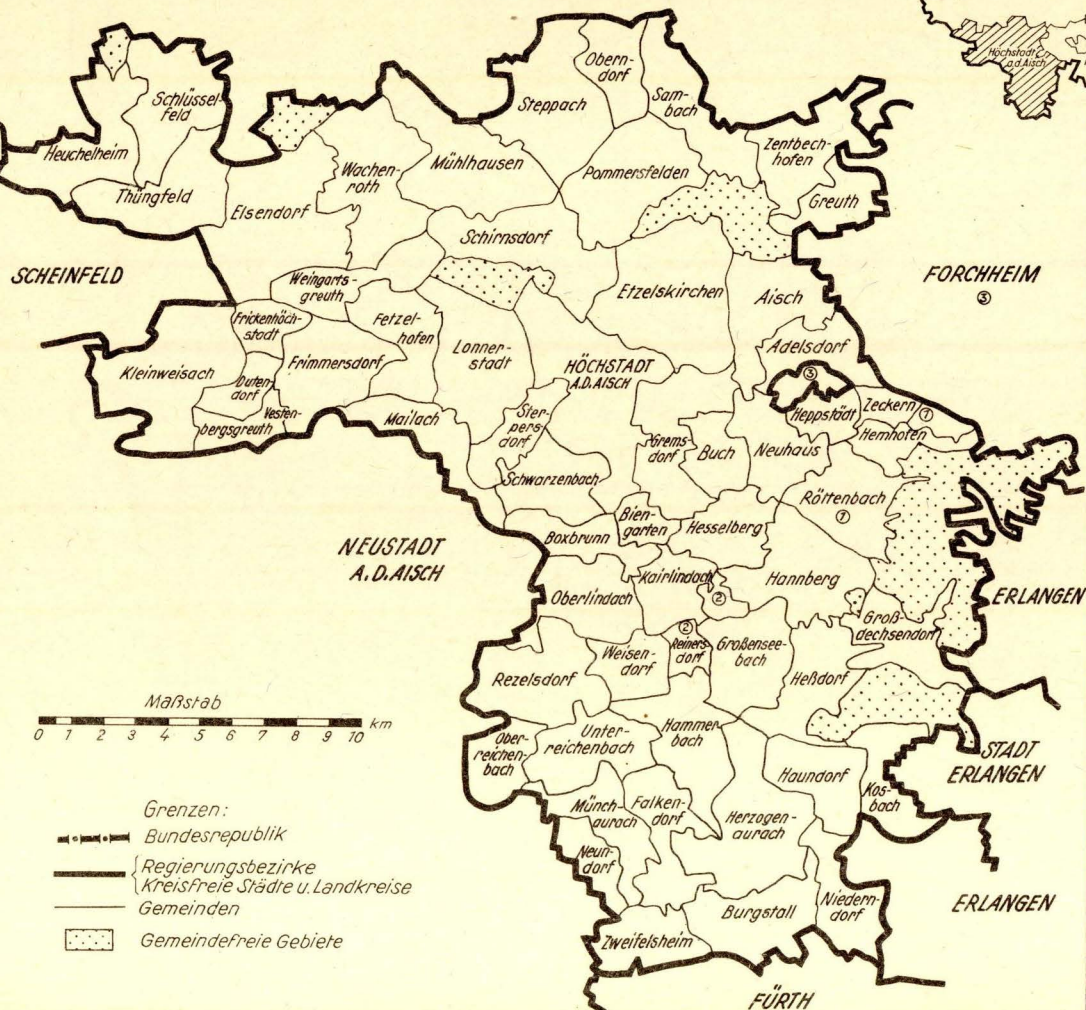 Höchstadt
a.d.Aisch
Obern-
dorf
Schlüssel-
feld
Steppach
Sam-
bach
Heuchelheim
Zentbech-
hofen
Wachen-
roth
Mühlhausen
Pommersfelden
Thüngfeld
Elsendorf
Greuth
Schirnsdorf
SCHEINFELD
Weingarts-
greuth
Etzelskirchen
Aisch
FORCHHEIM
③
Frickenhöch-
stadt
Fetzel-
hofen
Lonner-
stadt
HÖCHSTADT
A.D.AISCH
Adelsdorf
③
Kleinweisach
Frimmersdorf
Duten-
dorf
Vesten-
bergsgreuth
Mailach
Ster-
pers-
dorf
Heppstädt
Zeckern
①
Hemhofen
Grems-
dorf
Buch
Neuhaus
Schwarzenbach
Röttenbach
①
Bien-
garten
Hesselberg
Boxbrunn
NEUSTADT
A.D.AISCH
Kairlindach
②
Hannberg
Oberlindach
ERLANGEN
Groß-
dechsendorf
②
Reiners-
dorf
Großensee-
bach
Weisen-
dorf
Heßdorf
Rezelsdorf
Maßstab
0 1 2 3 4 5 6 7 8 9 10 km
Ober-
reichen-
bach
Unter-
reichenbach
Hammer-
bach
STADT
ERLANGEN
Haundorf
Kos-
bach
Münch-
aurach
Falken-
dorf
Herzogen-
aurach
Neun-
dorf
Grenzen:
Bundesrepublik
Regierungsbezirke
Kreisfreie Städte u. Landkreise
Gemeinden
Gemeindefreie Gebiete
Burgstall
Niedern-
dorf
ERLANGEN
Zweifelsheim
FÜRTH